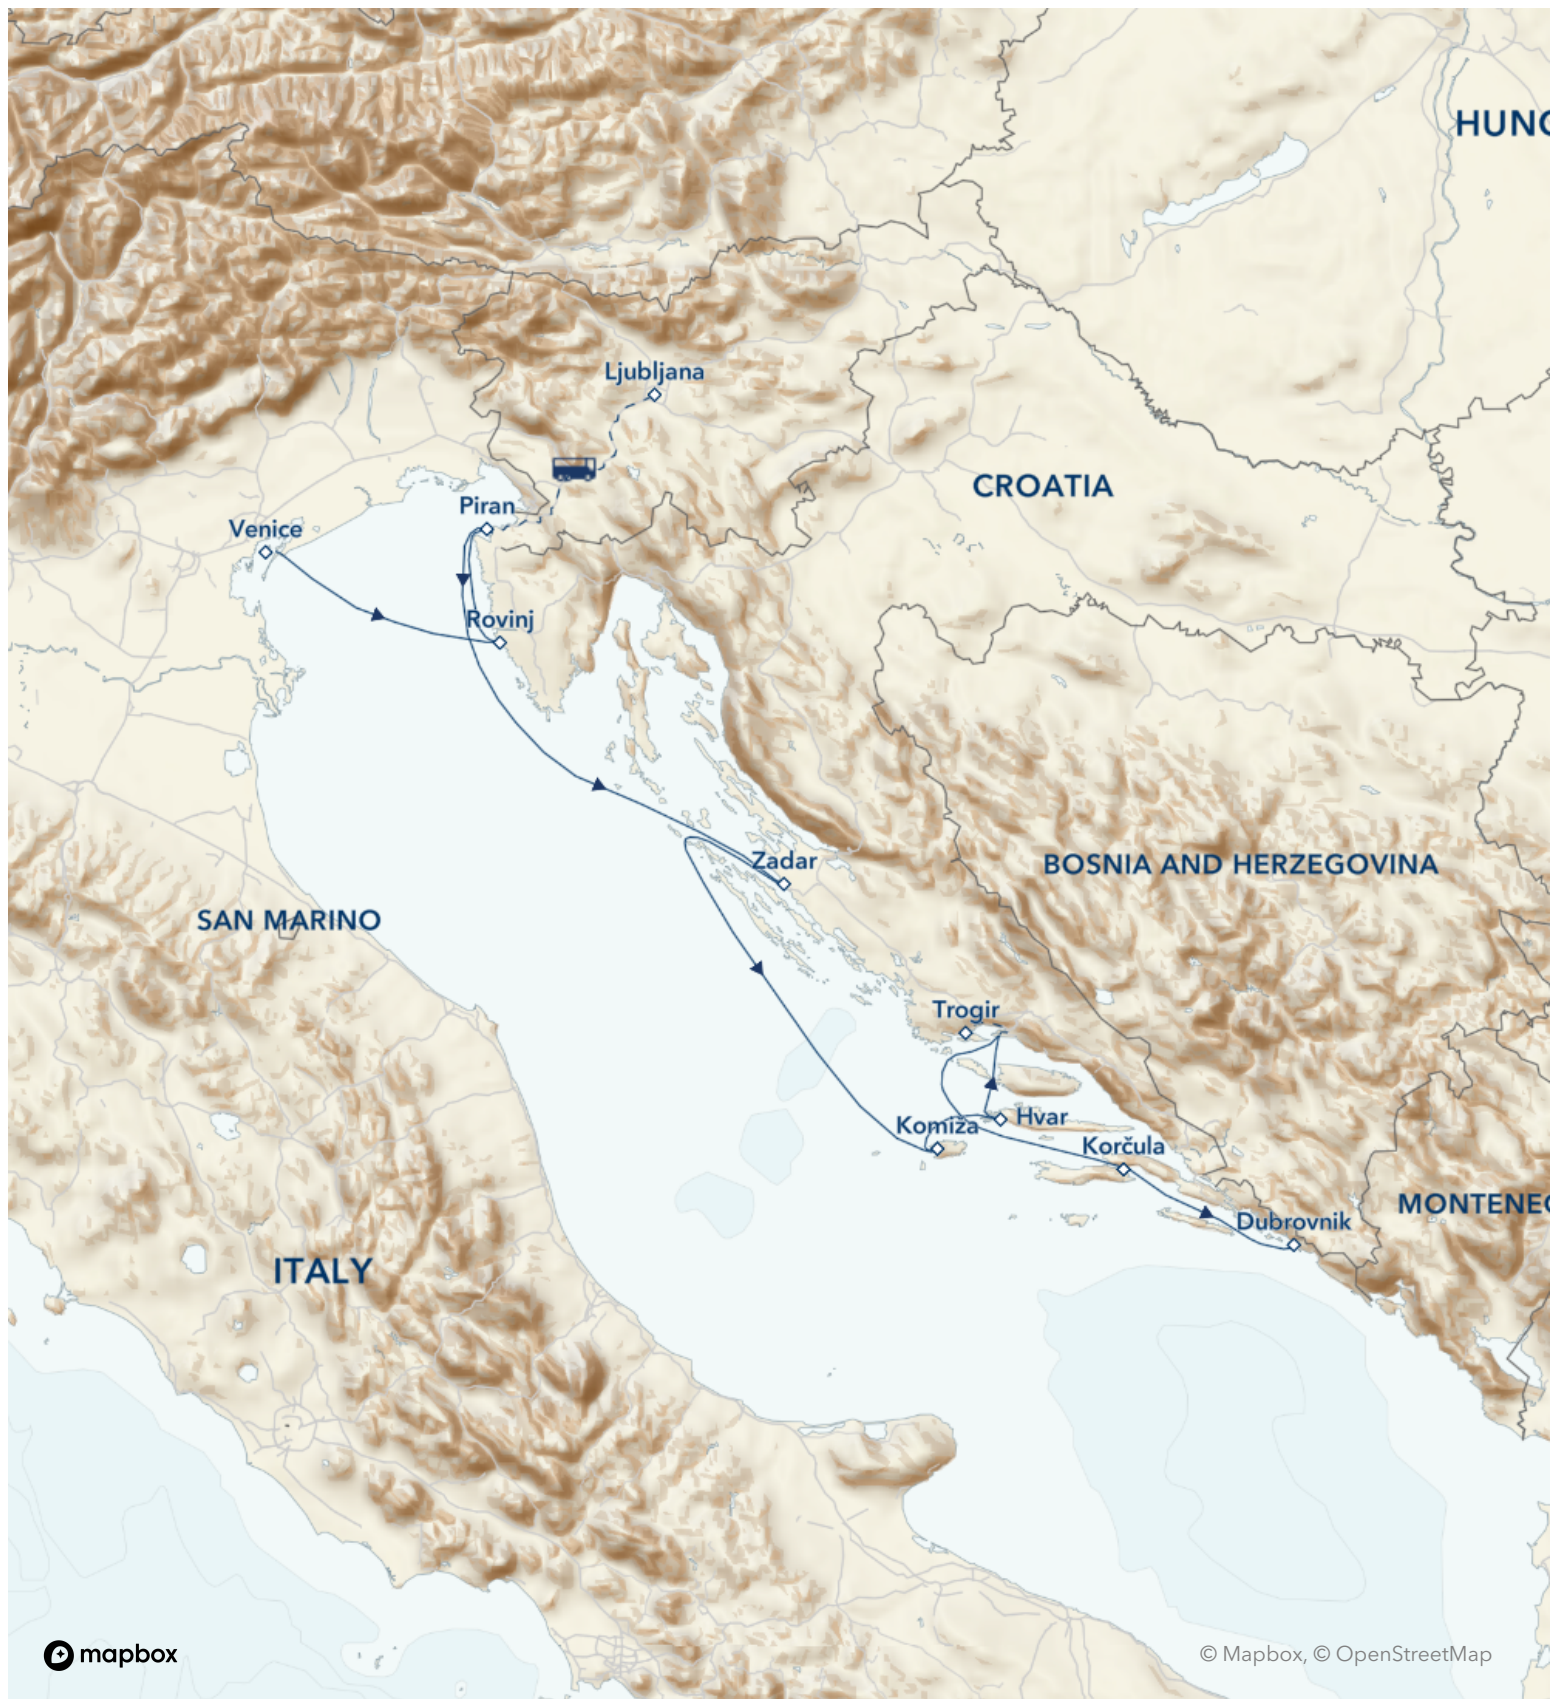 HUNG
Ljubljana
CROATIA
Piran
Venice
Rovinj
Zadar
BOSNIA AND HERZEGOVINA
SAN MARINO
Trogir
Komiža
Hvar
Korčula
MONTENEG
Dubrovnik
ITALY
mapbox
© Mapbox, © OpenStreetMap